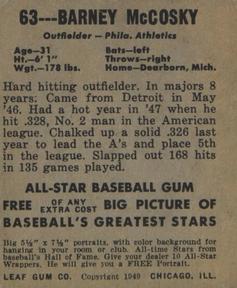 63---BARNEY McCOSKY
Outfielder — Phila. Athletics
Age—31 Bats—left
Ht.—6' 1" Throws—right
Wgt.—178 lbs. Home—Dearborn, Mich.
Hard hitting outfielder. In majors 8
years; Came from Detroit in May
'46. Had a hot year in '47 when he
hit .328, No. 2 man in the American
league. Chalked up a solid .326 last
year to lead the A's and place 5th
in the league. Slapped out 168 hits
in 135 games played.
ALL-STAR BASEBALL GUM
FREE OF ANY EXTRA COST BIG PICTURE OF
BASEBALL'S GREATEST STARS
Big 5½" x 7½" portraits, with color background
for hanging in your room or club. All-time Stars from
baseball's Hall of Fame. Give your dealer 10 All-Star
Wrappers. He will give you a FREE Portrait.
LEAF GUM CO. Copyright 1949 CHICAGO, ILL.